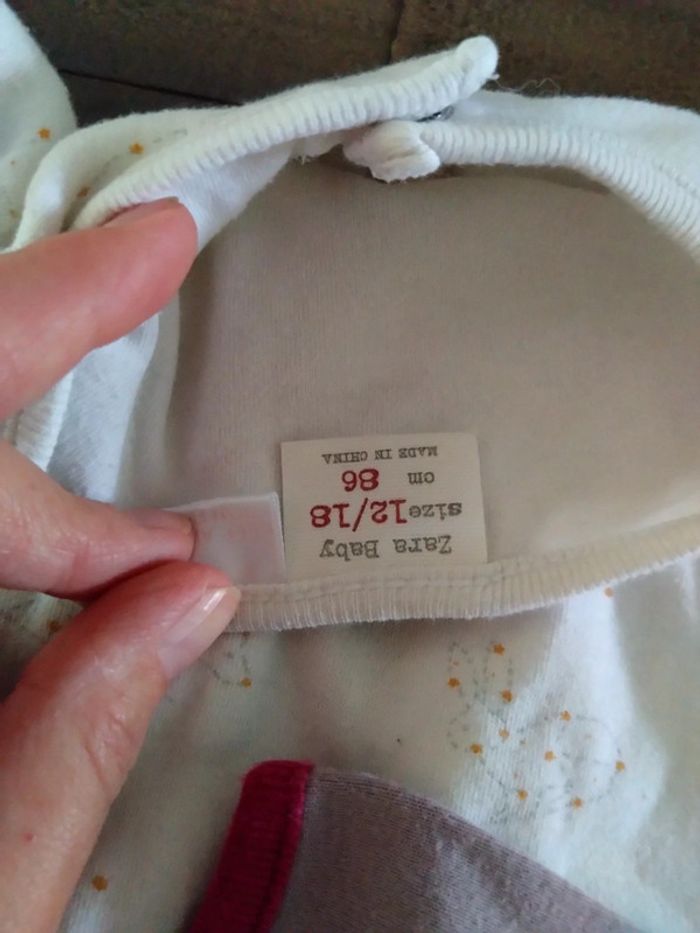 Zara Baby
size 12/18
cm 86
MADE IN CHINA